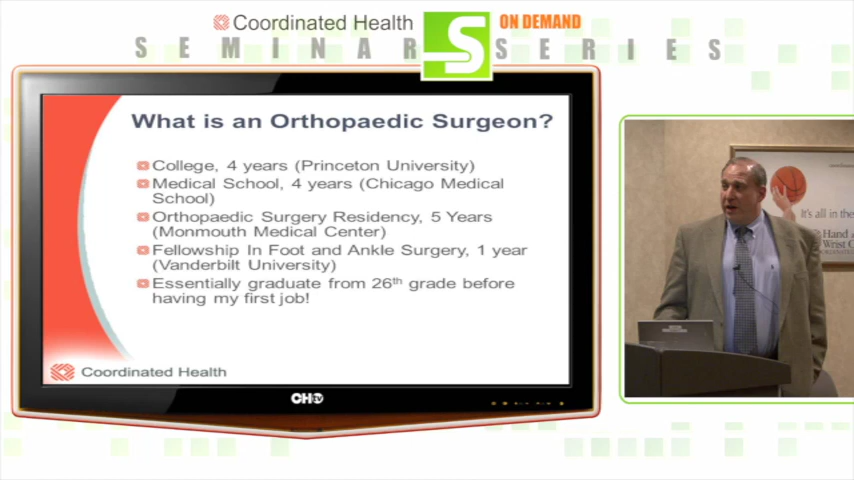 Coordinated Health
ON DEMAND
SEMINAR S SERIES
What is an Orthopaedic Surgeon?
College, 4 years (Princeton University)
Medical School, 4 years (Chicago Medical
School)
Orthopaedic Surgery Residency, 5 Years
(Monmouth Medical Center)
Fellowship In Foot and Ankle Surgery, 1 year
(Vanderbilt University)
Essentially graduate from 26th grade before
having my first job!
Coordinated Health
CHtv
It's all in the
Hand a
Wrist C